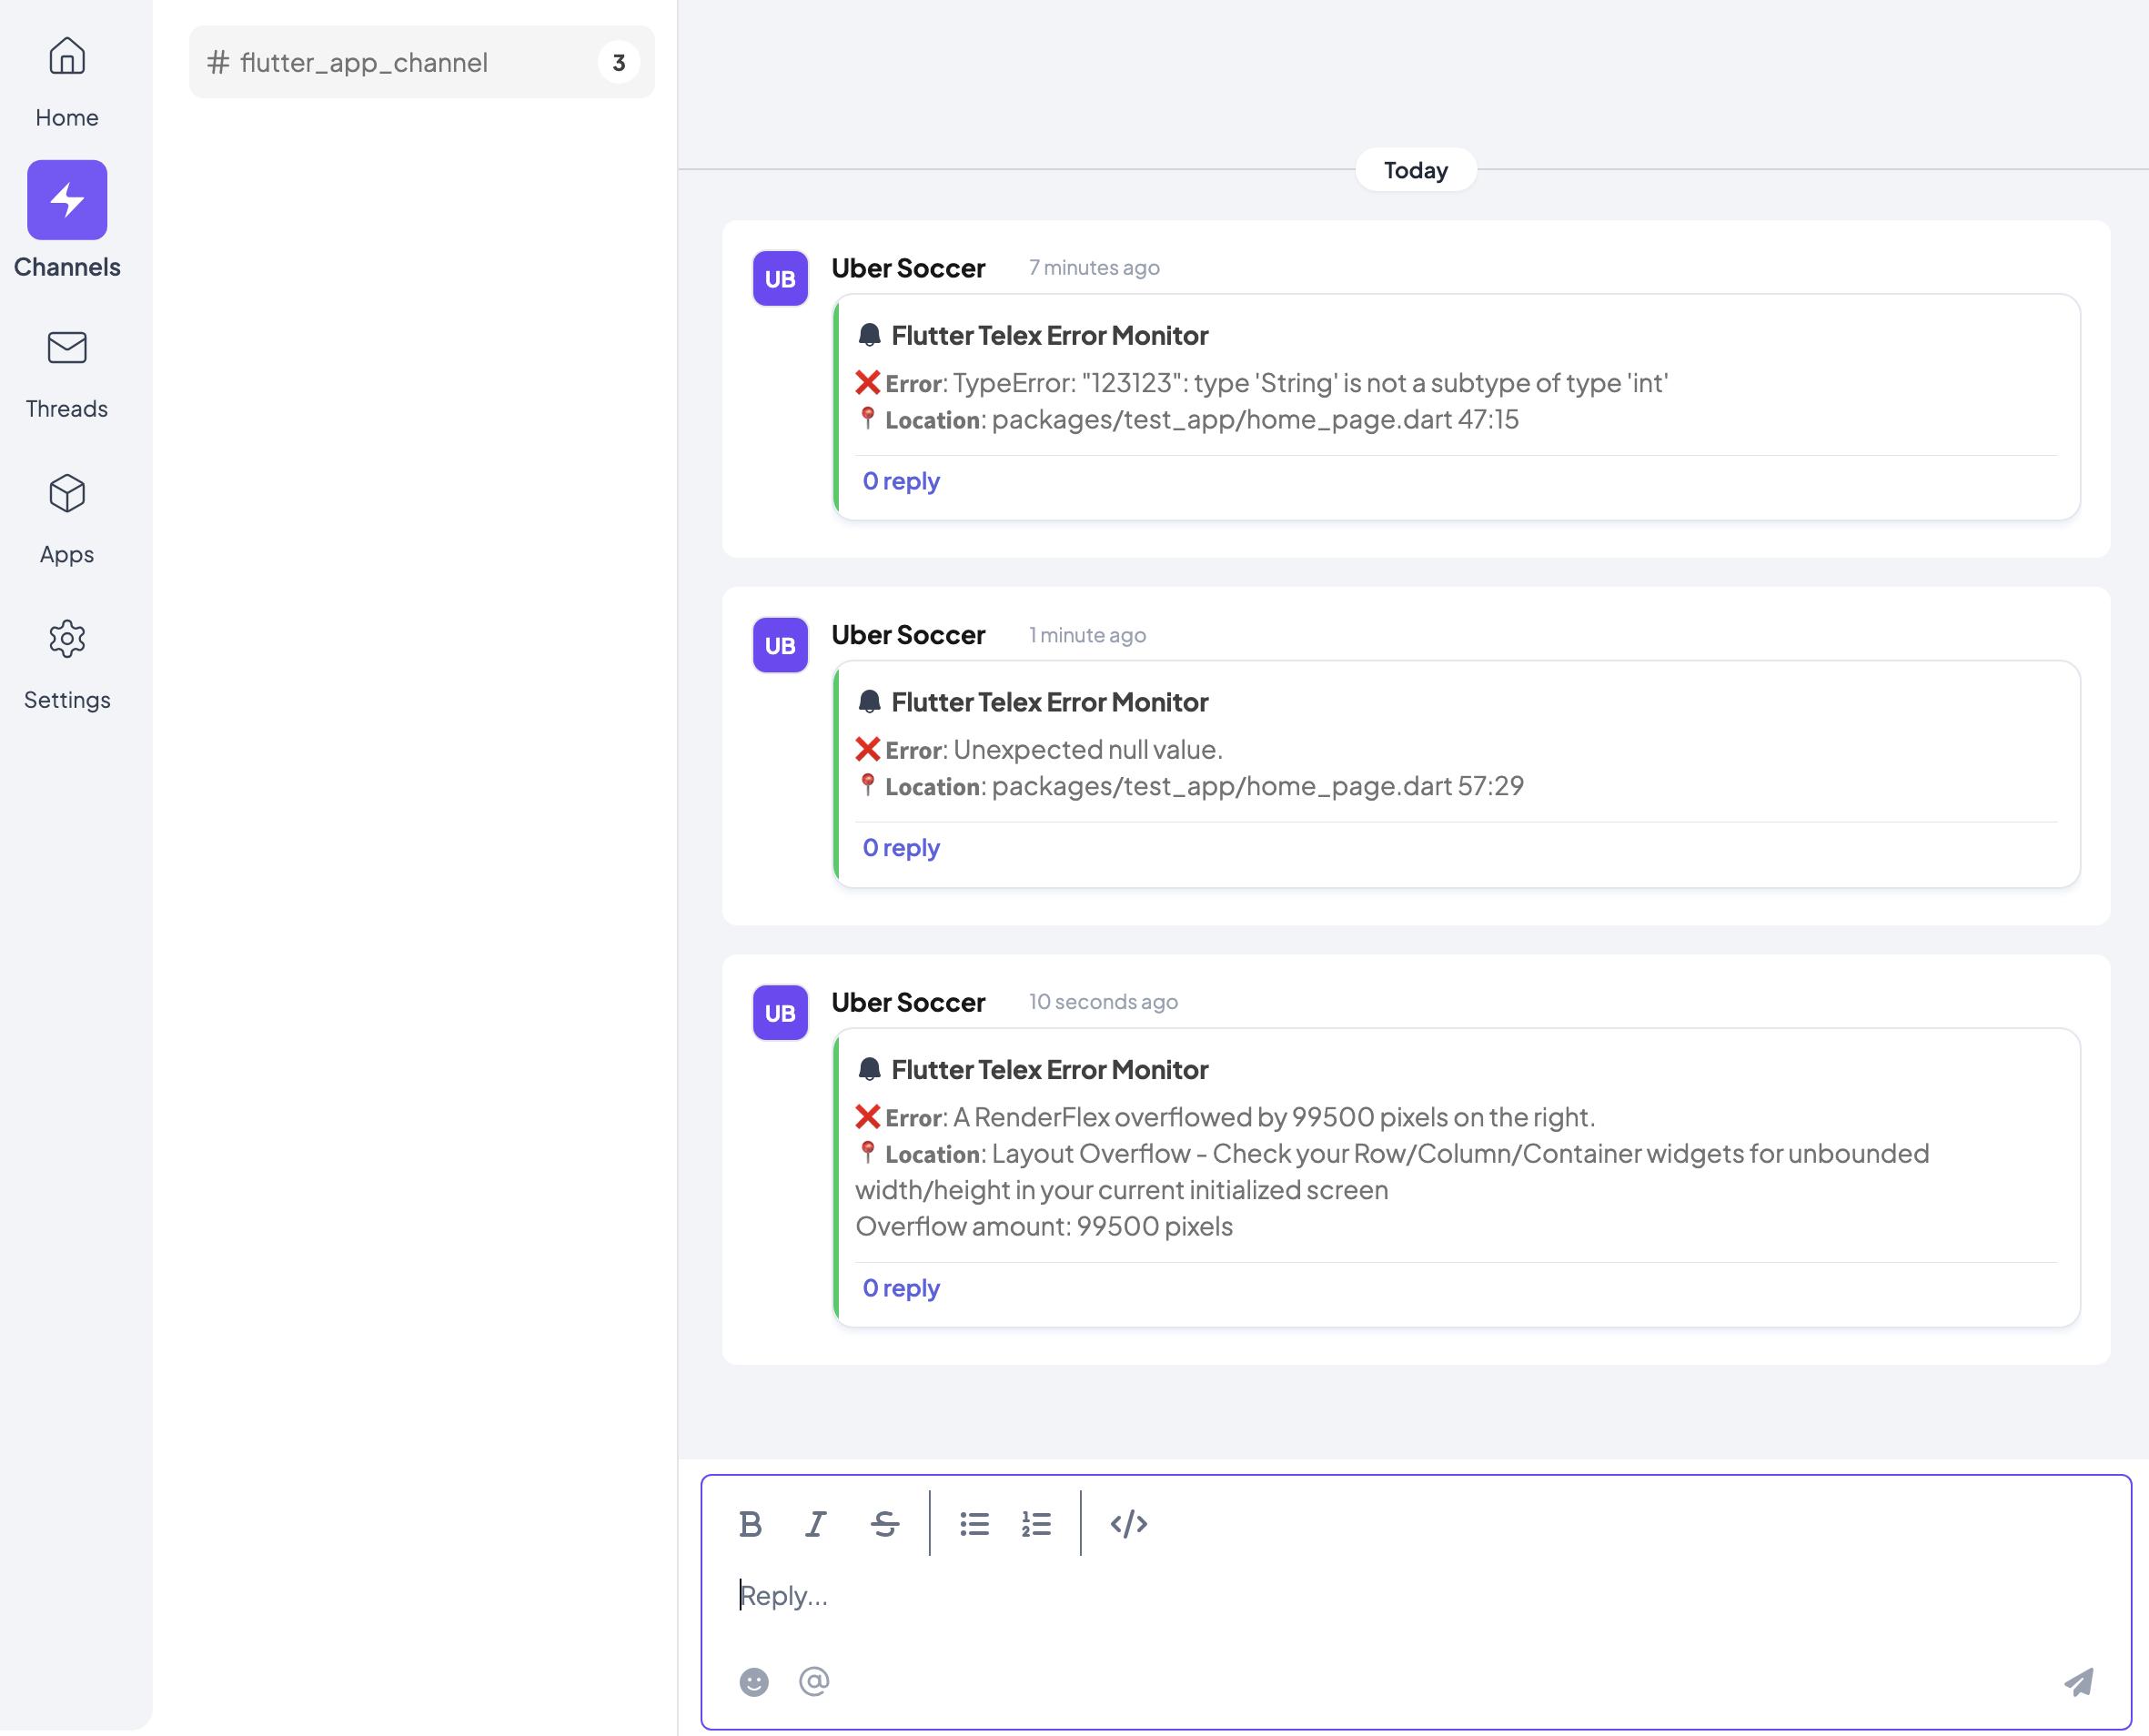 Home
Channels
Threads
Apps
Settings
# flutter_app_channel 3
Today
UB Uber Soccer 7 minutes ago
Flutter Telex Error Monitor
❌ Error: TypeError: "123123": type 'String' is not a subtype of type 'int'
📍 Location: packages/test_app/home_page.dart 47:15
0 reply
UB Uber Soccer 1 minute ago
Flutter Telex Error Monitor
❌ Error: Unexpected null value.
📍 Location: packages/test_app/home_page.dart 57:29
0 reply
UB Uber Soccer 10 seconds ago
Flutter Telex Error Monitor
❌ Error: A RenderFlex overflowed by 99500 pixels on the right.
📍 Location: Layout Overflow - Check your Row/Column/Container widgets for unbounded
width/height in your current initialized screen
Overflow amount: 99500 pixels
0 reply
Reply...